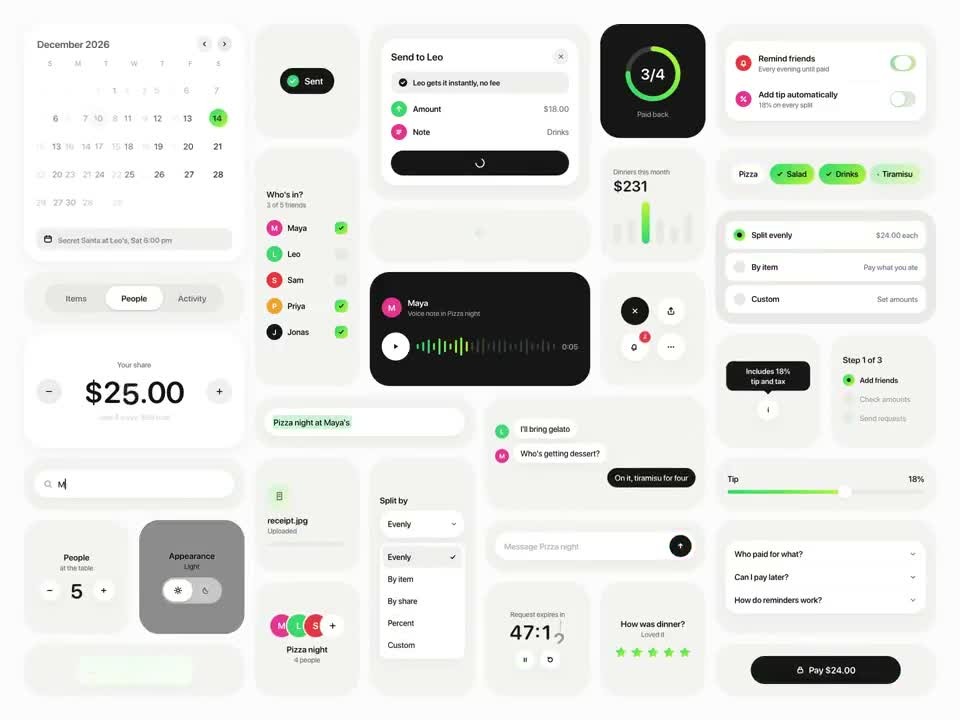 December 2026
S M T W T F S
1 5 6 7
6 7 10 8 11 12 13 14
13 16 14 17 15 18 19 20 21
20 23 21 24 22 25 26 27 28
29 27 30 28
Secret Santa at Leo's, Sat 6:00 pm
Items
People
Activity
Your share
$25.00
M
People
at the table
5
Appearance
Light
Sent
Who's in?
3 of 5 friends
M Maya
L Leo
S Sam
P Priya
J Jonas
Send to Leo
Leo gets it instantly, no fee
Amount $18.00
Note Drinks
M Maya
Voice note in Pizza night
0:05
Pizza night at Maya's
receipt.jpg
Uploaded
M L S +
Pizza night
4 people
Split by
Evenly
Evenly
By item
By share
Percent
Custom
L I'll bring gelato
M Who's getting dessert?
On it, tiramisu for four
Message Pizza night
Request expires in
47:1
How was dinner?
Loved it
3/4
Paid back
Dinners this month
$231
2
Remind friends
Every evening until paid
Add tip automatically
18% on every split
Pizza
Salad
Drinks
Tiramisu
Split evenly $24.00 each
By item Pay what you ate
Custom Set amounts
Includes 18%
tip and tax
i
Step 1 of 3
Add friends
Check amounts
Send requests
Tip 18%
Who paid for what?
Can I pay later?
How do reminders work?
Pay $24.00